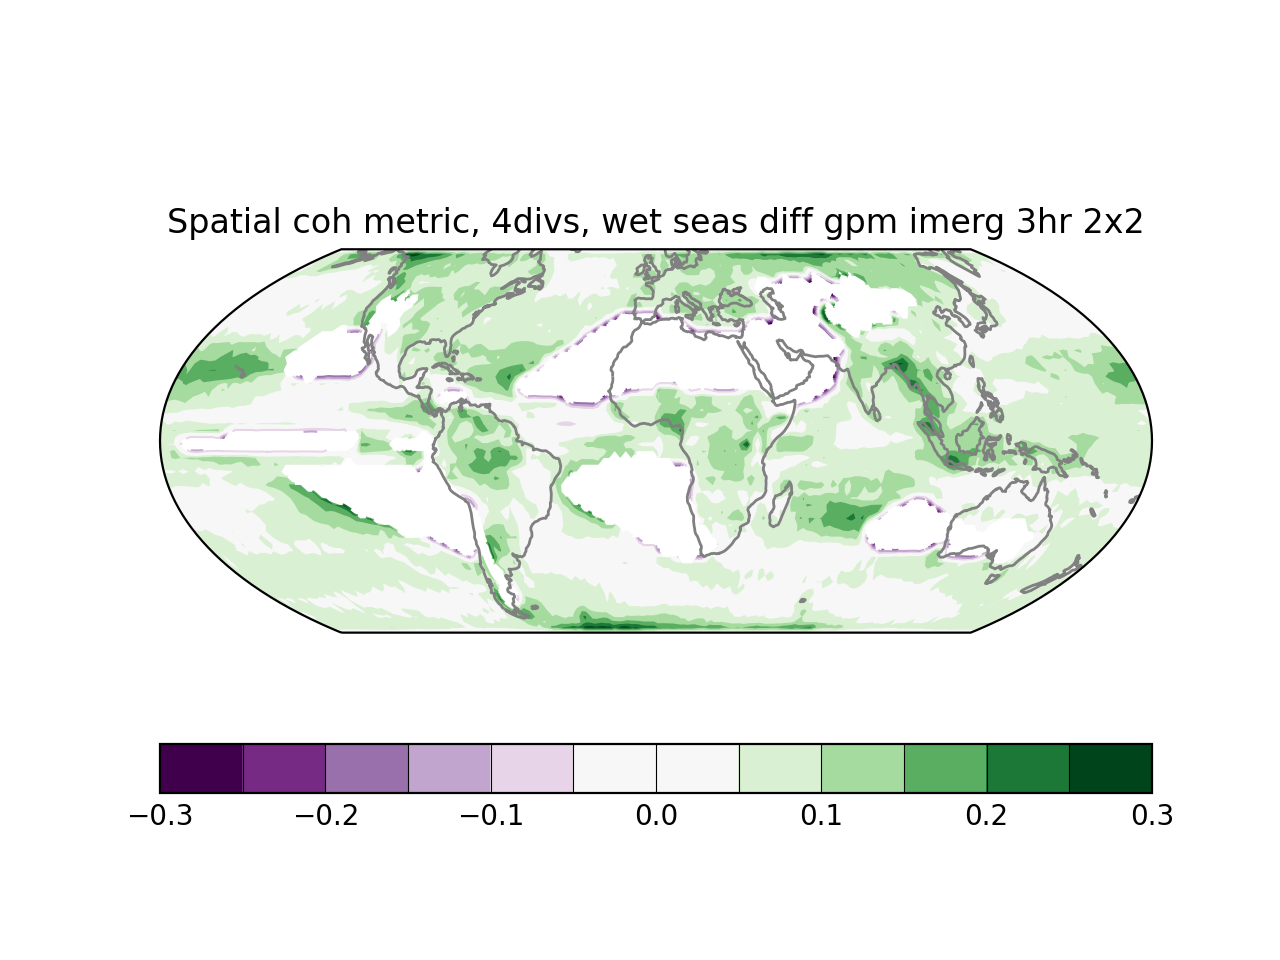 Spatial coh metric, 4divs, wet seas diff gpm imerg 3hr 2x2
−0.3 −0.2 −0.1 0.0 0.1 0.2 0.3